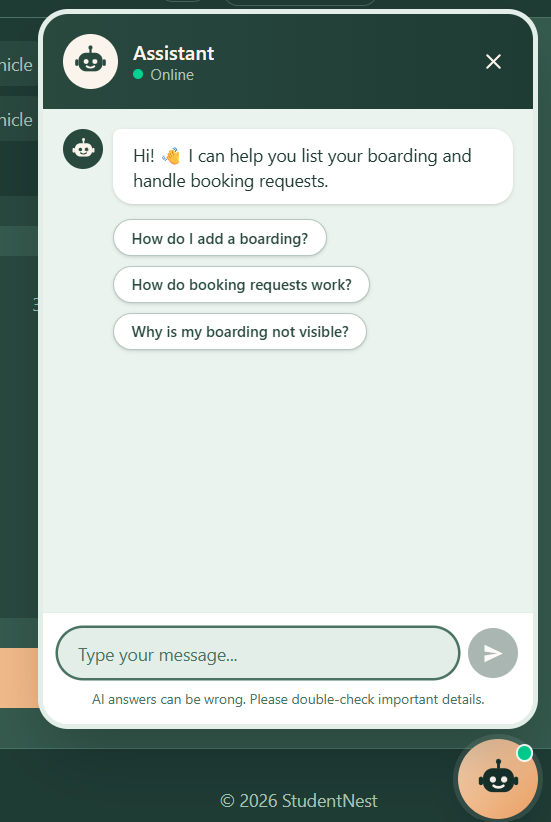 Assistant
Online
Hi! 👋 I can help you list your boarding and
handle booking requests.
How do I add a boarding?
How do booking requests work?
Why is my boarding not visible?
Type your message...
AI answers can be wrong. Please double-check important details.
© 2026 StudentNest